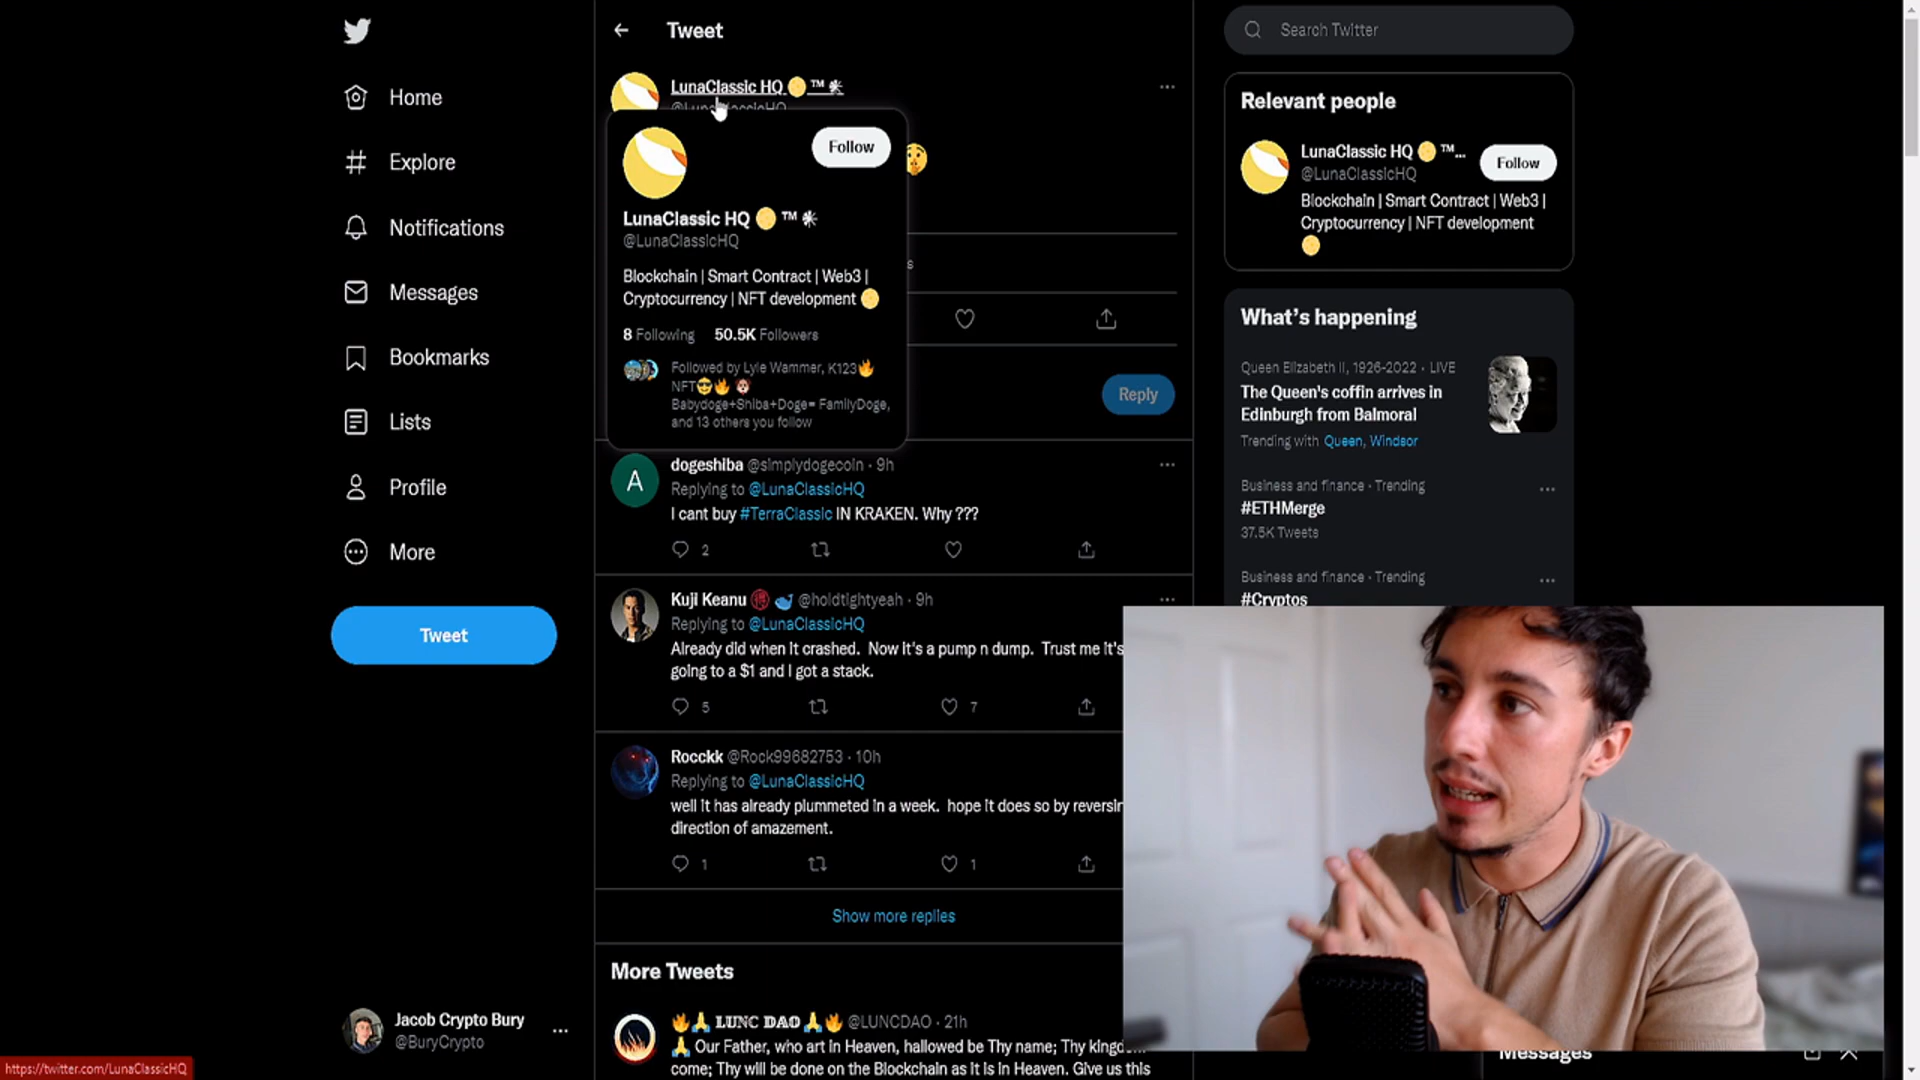 Home
Explore
Notifications
Messages
Bookmarks
Lists
Profile
More
Tweet
Jacob Crypto Bury
@BuryCrypto
https://twitter.com/LunaClassicHQ
Tweet
LunaClassic HQ 🌕 ™ ☀
@LunaClassicHQ
Follow
LunaClassic HQ 🌕 ™ ☀
@LunaClassicHQ
Blockchain | Smart Contract | Web3 |
Cryptocurrency | NFT development 🌕
8 Following 50.5K Followers
Followed by Lyle Wammer, K123🔥
NFT😎🔥 🐶
Babydoge+Shiba+Doge= FamilyDoge,
and 13 others you follow
Reply
dogeshiba @simplydogecoin · 9h
Replying to @LunaClassicHQ
I cant buy #TerraClassic IN KRAKEN. Why ???
2
Kuji Keanu @holdtightyeah · 9h
Replying to @LunaClassicHQ
Already did when it crashed. Now it's a pump n dump. Trust me it's
going to a $1 and I got a stack.
5 7
Rocckk @Rock99682753 · 10h
Replying to @LunaClassicHQ
well it has already plummeted in a week. hope it does so by
direction of amazement.
1 1
Show more replies
More Tweets
🔥🙏 LUNC DAO 🙏🔥 @LUNCDAO · 21h
🙏 Our Father, who art in Heaven, hallowed be Thy name; Thy
come; Thy will be done on the Blockchain as it is in Heaven. Give us this
Search Twitter
Relevant people
LunaClassic HQ 🌕 ™...
@LunaClassicHQ
Follow
Blockchain | Smart Contract | Web3 |
Cryptocurrency | NFT development
🌕
What's happening
Queen Elizabeth II, 1926-2022 · LIVE
The Queen's coffin arrives in
Edinburgh from Balmoral
Trending with Queen, Windsor
Business and finance · Trending
#ETHMerge
37.5K Tweets
Business and finance · Trending
#Cryptos
Messages